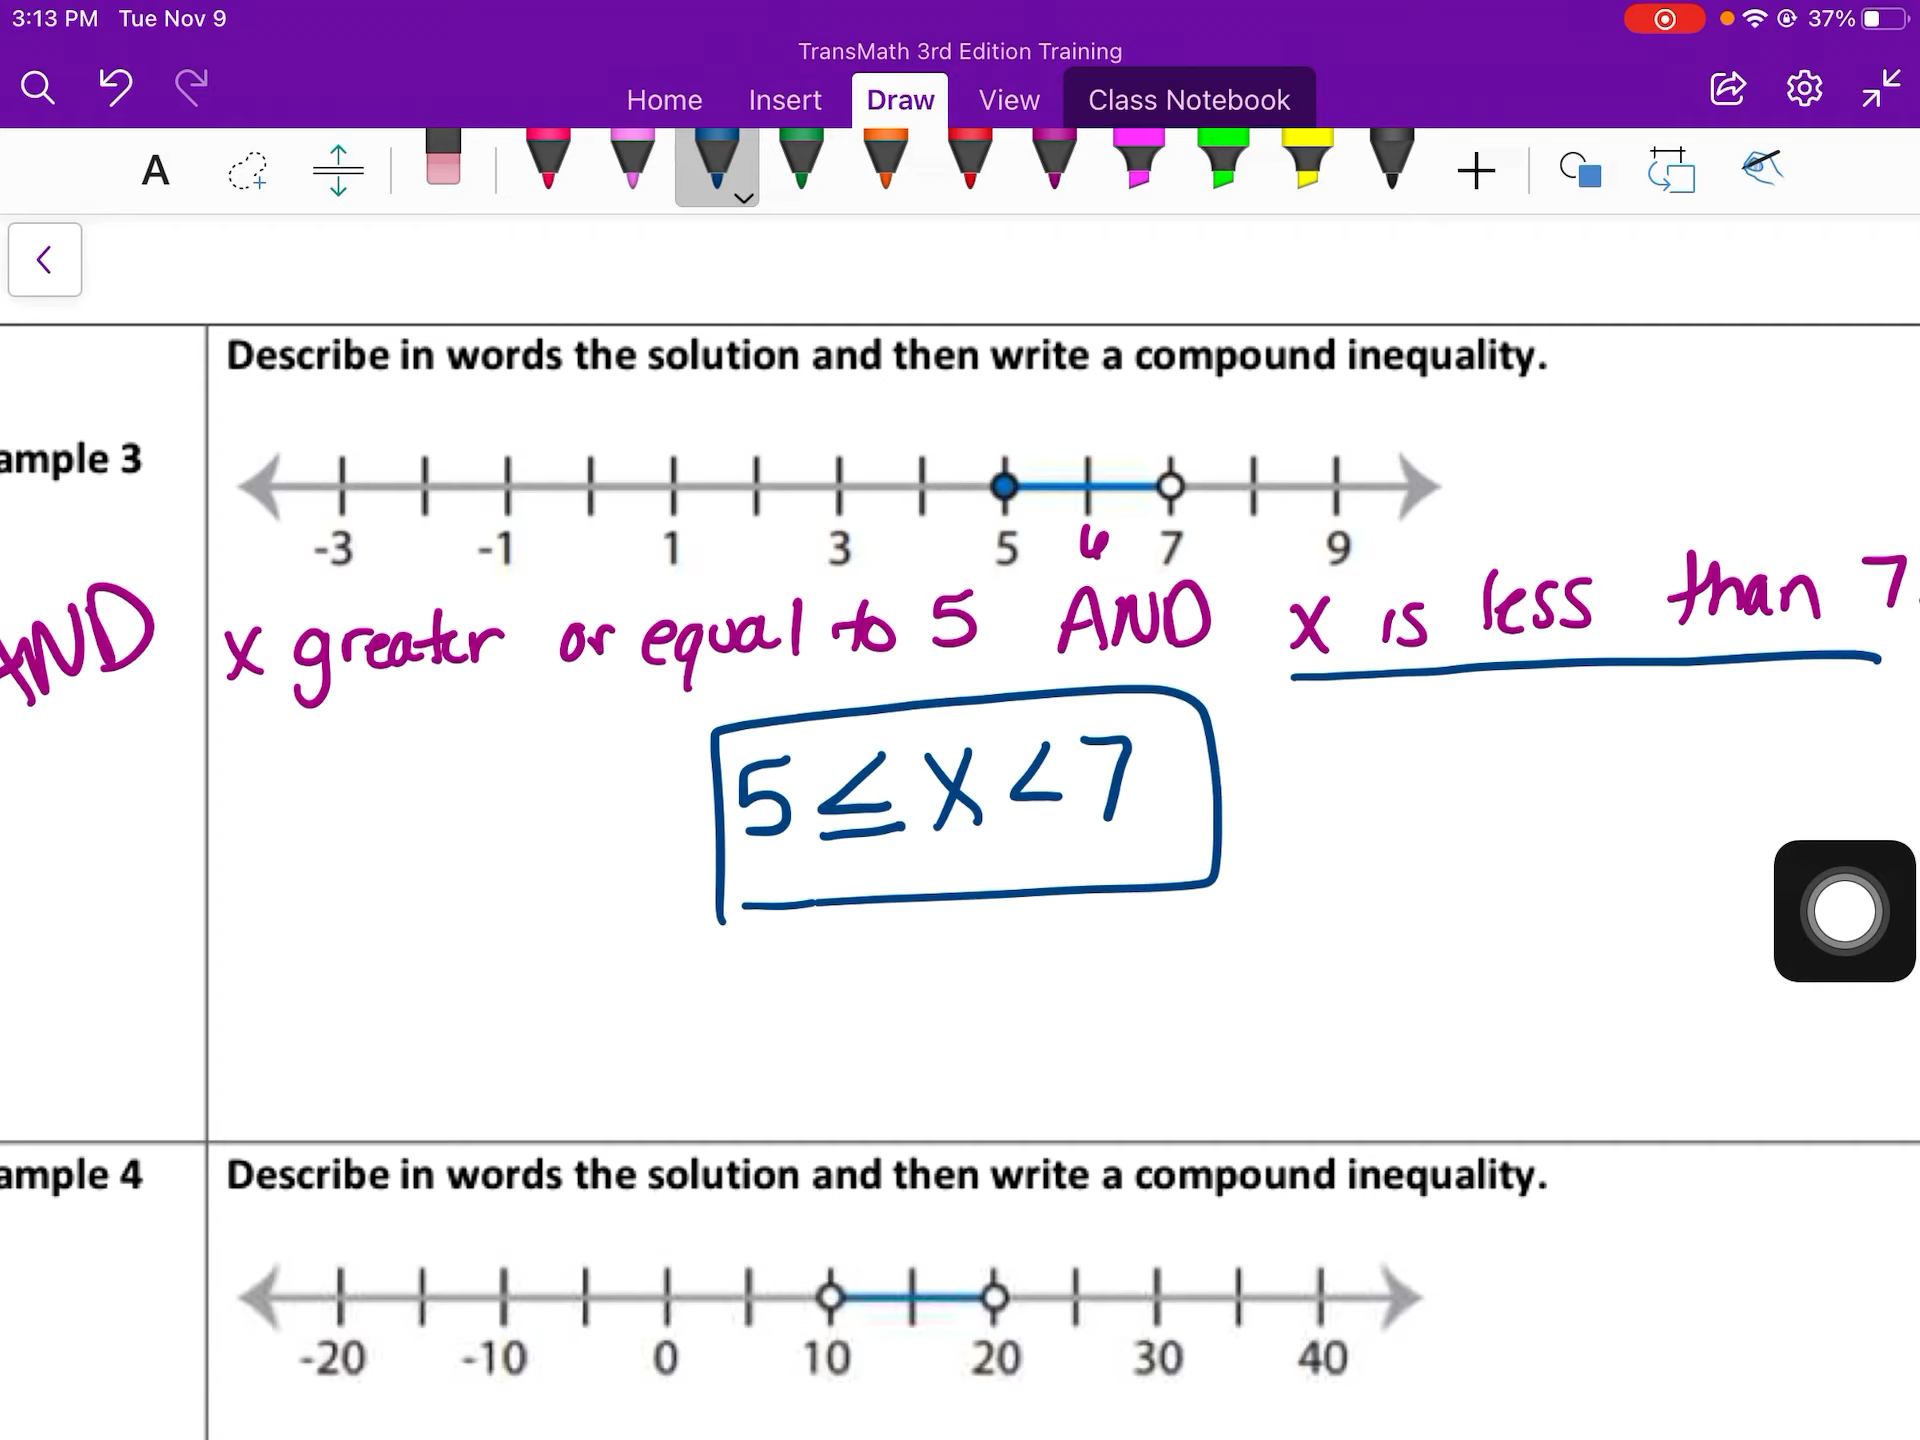 3:13 PM Tue Nov 9
37%
TransMath 3rd Edition Training
Home Insert Draw View Class Notebook
A
Describe in words the solution and then write a compound inequality.
ample 3
-3 -1 1 3 5 6 7 9
AND x greater or equal to 5 AND x is less than 7.
5 ≤ x < 7
ample 4
Describe in words the solution and then write a compound inequality.
-20 -10 0 10 20 30 40